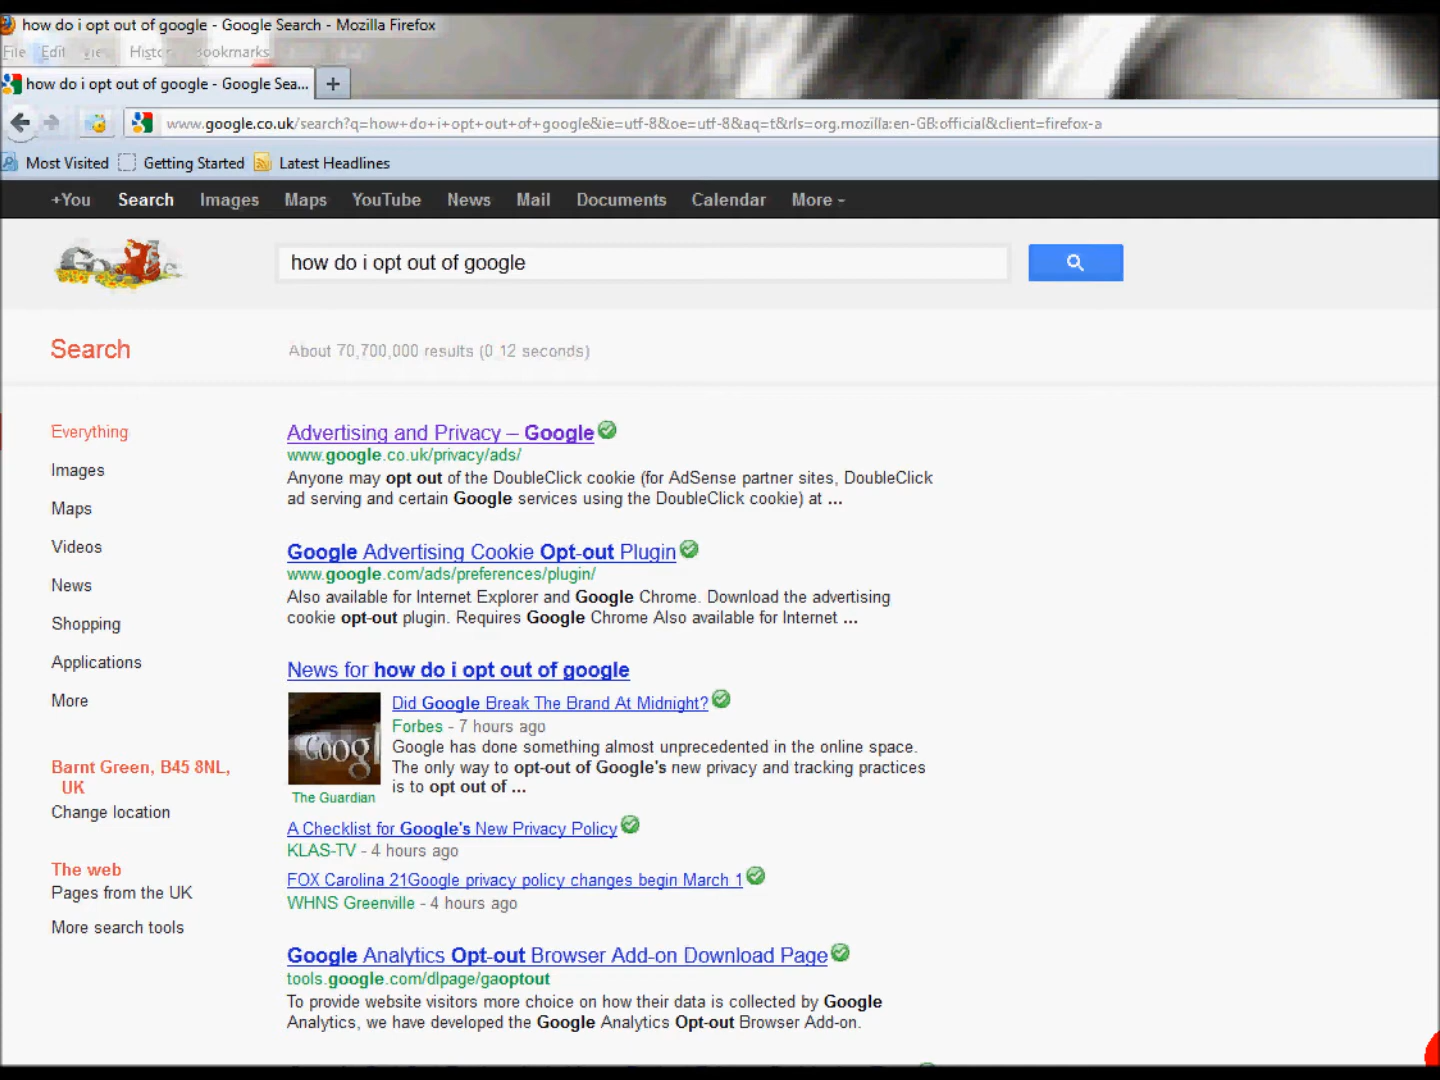 how do i opt out of google - Google Search - Mozilla Firefox
File Edit View History Bookmarks
how do i opt out of google - Google Sea... +
www.google.co.uk/search?q=how+do+i+opt+out+of+google&ie=utf-8&oe=utf-8&aq=t&rls=org.mozilla:en-GB:official&client=firefox-a
Most Visited Getting Started Latest Headlines
+You Search Images Maps YouTube News Mail Documents Calendar More
Google how do i opt out of google
Search About 70,700,000 results (0.12 seconds)
Everything
Images
Maps
Videos
News
Shopping
Applications
More
Barnt Green, B45 8NL,
UK
Change location
The web
Pages from the UK
More search tools
Advertising and Privacy – Google
www.google.co.uk/privacy/ads/
Anyone may opt out of the DoubleClick cookie (for AdSense partner sites, DoubleClick
ad serving and certain Google services using the DoubleClick cookie) at ...
Google Advertising Cookie Opt-out Plugin
www.google.com/ads/preferences/plugin/
Also available for Internet Explorer and Google Chrome. Download the advertising
cookie opt-out plugin. Requires Google Chrome Also available for Internet ...
News for how do i opt out of google
Googl
The Guardian
Did Google Break The Brand At Midnight?
Forbes - 7 hours ago
Google has done something almost unprecedented in the online space.
The only way to opt-out of Google's new privacy and tracking practices
is to opt out of ...
A Checklist for Google's New Privacy Policy
KLAS-TV - 4 hours ago
FOX Carolina 21Google privacy policy changes begin March 1
WHNS Greenville - 4 hours ago
Google Analytics Opt-out Browser Add-on Download Page
tools.google.com/dlpage/gaoptout
To provide website visitors more choice on how their data is collected by Google
Analytics, we have developed the Google Analytics Opt-out Browser Add-on.